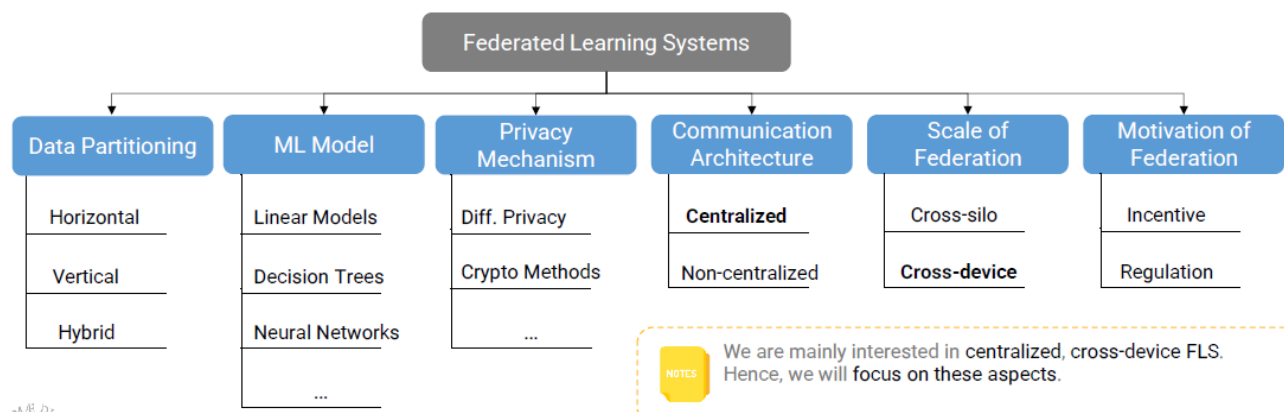 Federated Learning Systems
Data Partitioning
Horizontal
Vertical
Hybrid
ML Model
Linear Models
Decision Trees
Neural Networks
...
Privacy
Mechanism
Diff. Privacy
Crypto Methods
...
Communication
Architecture
Centralized
Non-centralized
Scale of
Federation
Cross-silo
Cross-device
Motivation of
Federation
Incentive
Regulation
NOTES
We are mainly interested in centralized, cross-device FLS.
Hence, we will focus on these aspects.